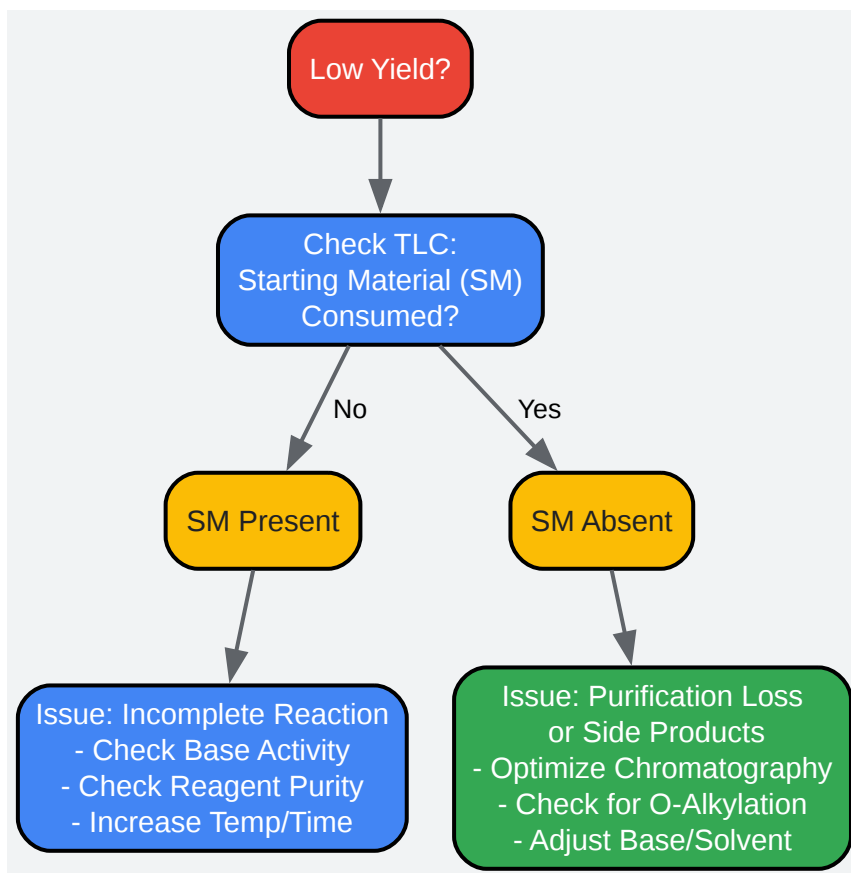 Low Yield?
Check TLC:
Starting Material (SM)
Consumed?
No
Yes
SM Present
SM Absent
Issue: Incomplete Reaction
- Check Base Activity
- Check Reagent Purity
- Increase Temp/Time
Issue: Purification Loss
or Side Products
- Optimize Chromatography
- Check for O-Alkylation
- Adjust Base/Solvent